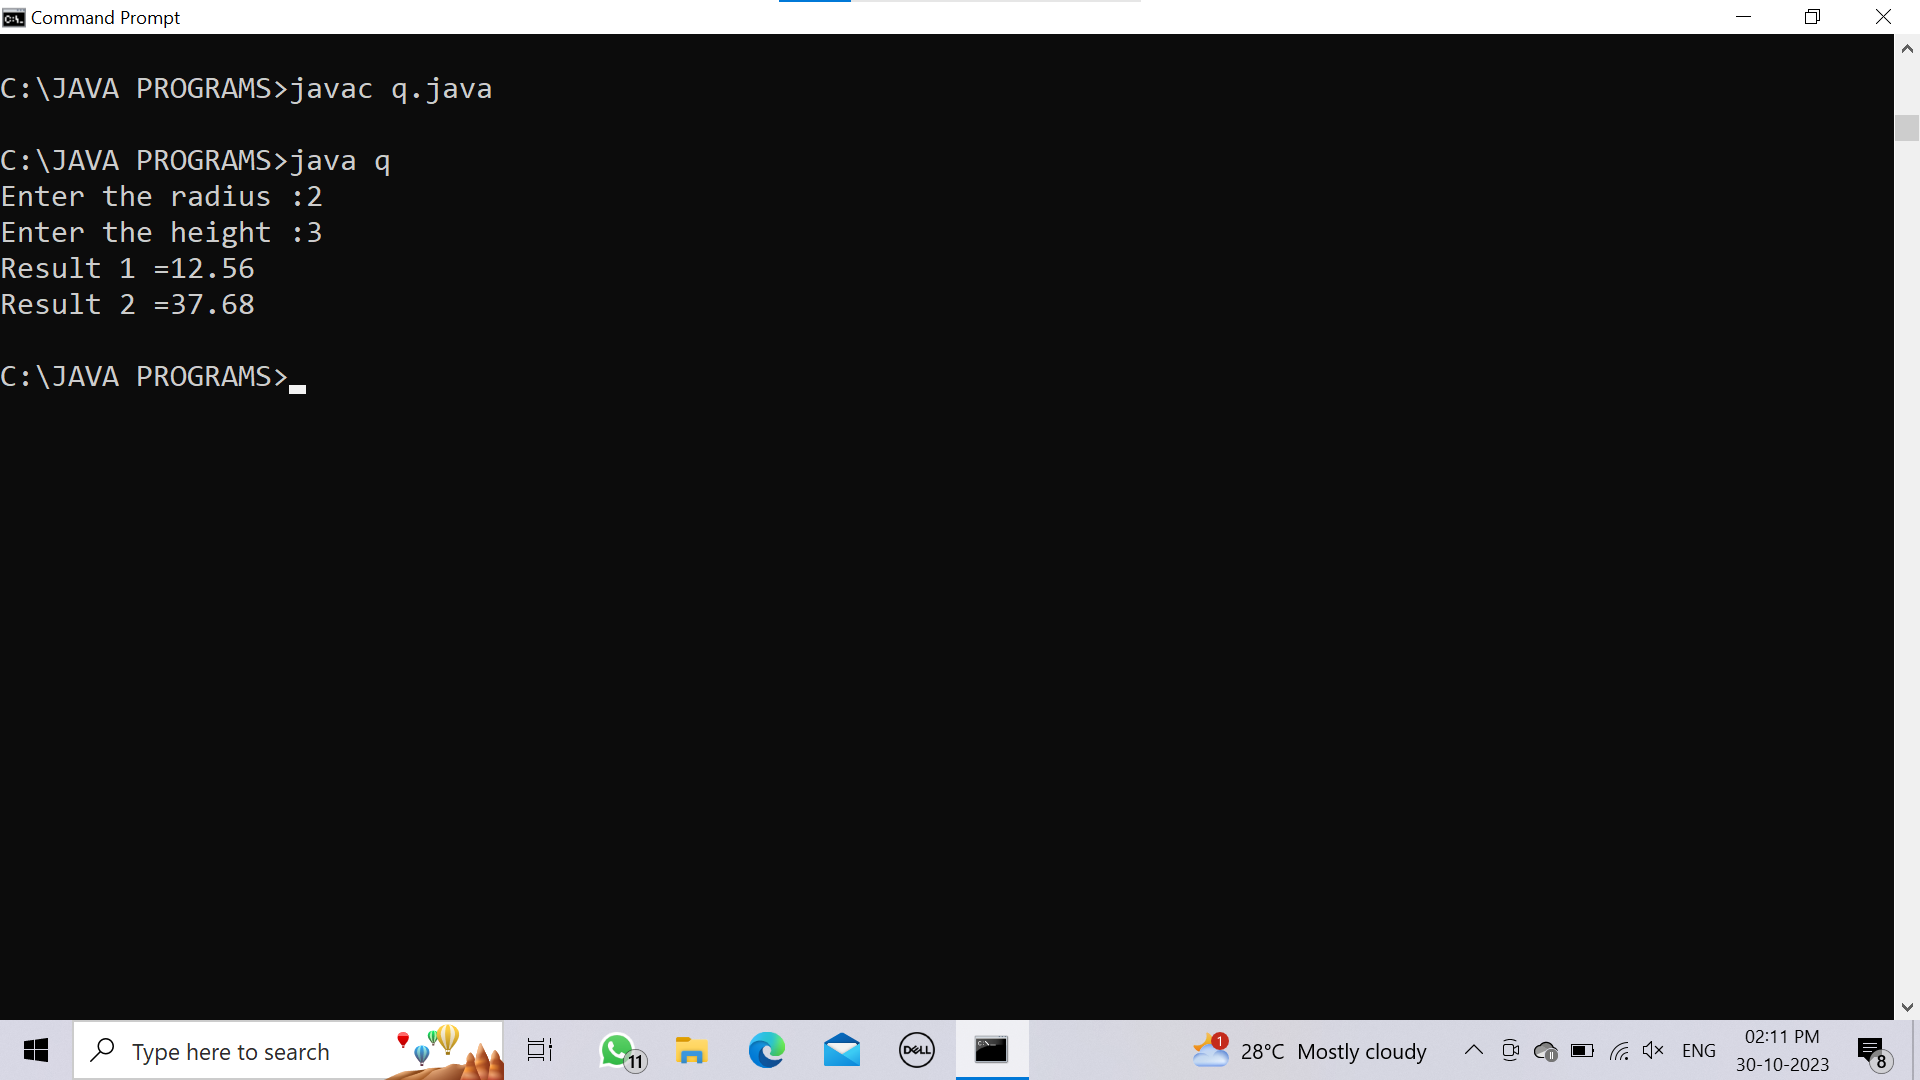 Command Prompt
C:\JAVA PROGRAMS>javac q.java
C:\JAVA PROGRAMS>java q
Enter the radius :2
Enter the height :3
Result 1 =12.56
Result 2 =37.68
C:\JAVA PROGRAMS>
Type here to search
11
DELL
1
28°C Mostly cloudy
ENG
02:11 PM
30-10-2023
8